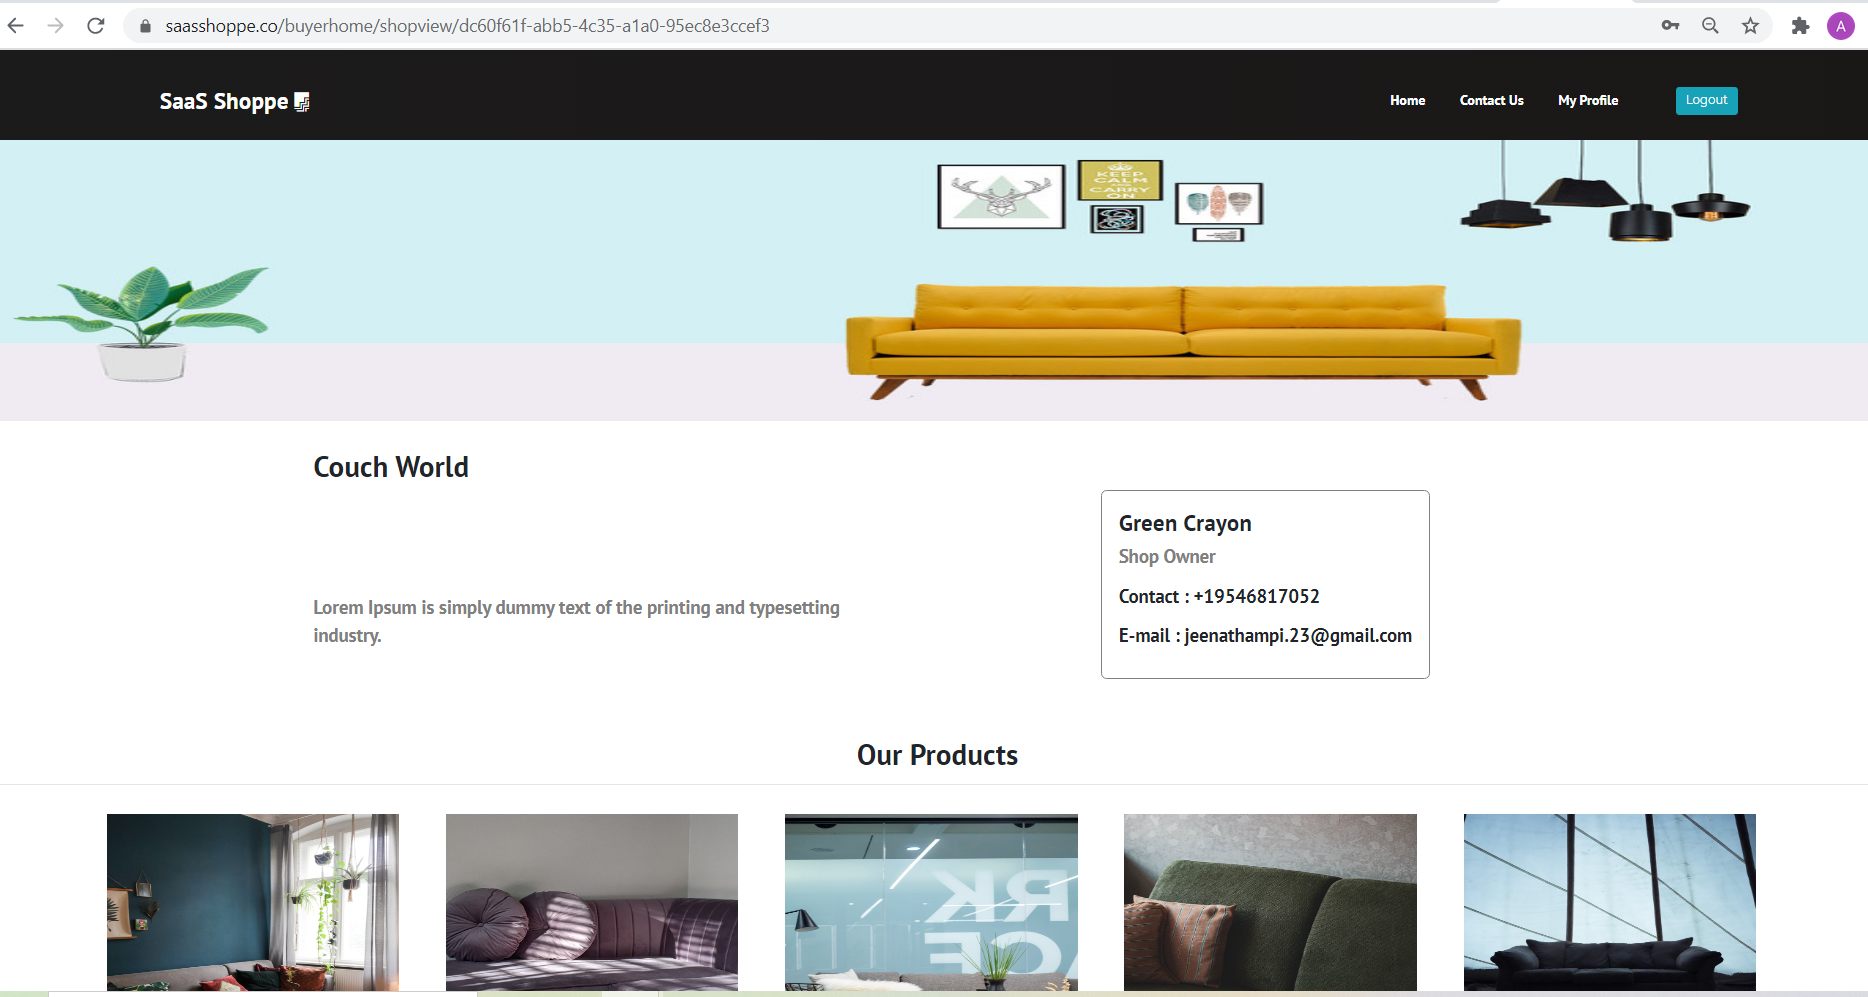 saasshoppe.co/buyerhome/shopview/dc60f61f-abb5-4c35-a1a0-95ec8e3ccef3
A
SaaS Shoppe
Home
Contact Us
My Profile
Logout
KEEP
CALM
CARRY
ON
Couch World
Green Crayon
Shop Owner
Contact : +19546817052
E-mail : jeenathampi.23@gmail.com
Lorem Ipsum is simply dummy text of the printing and typesetting
industry.
Our Products